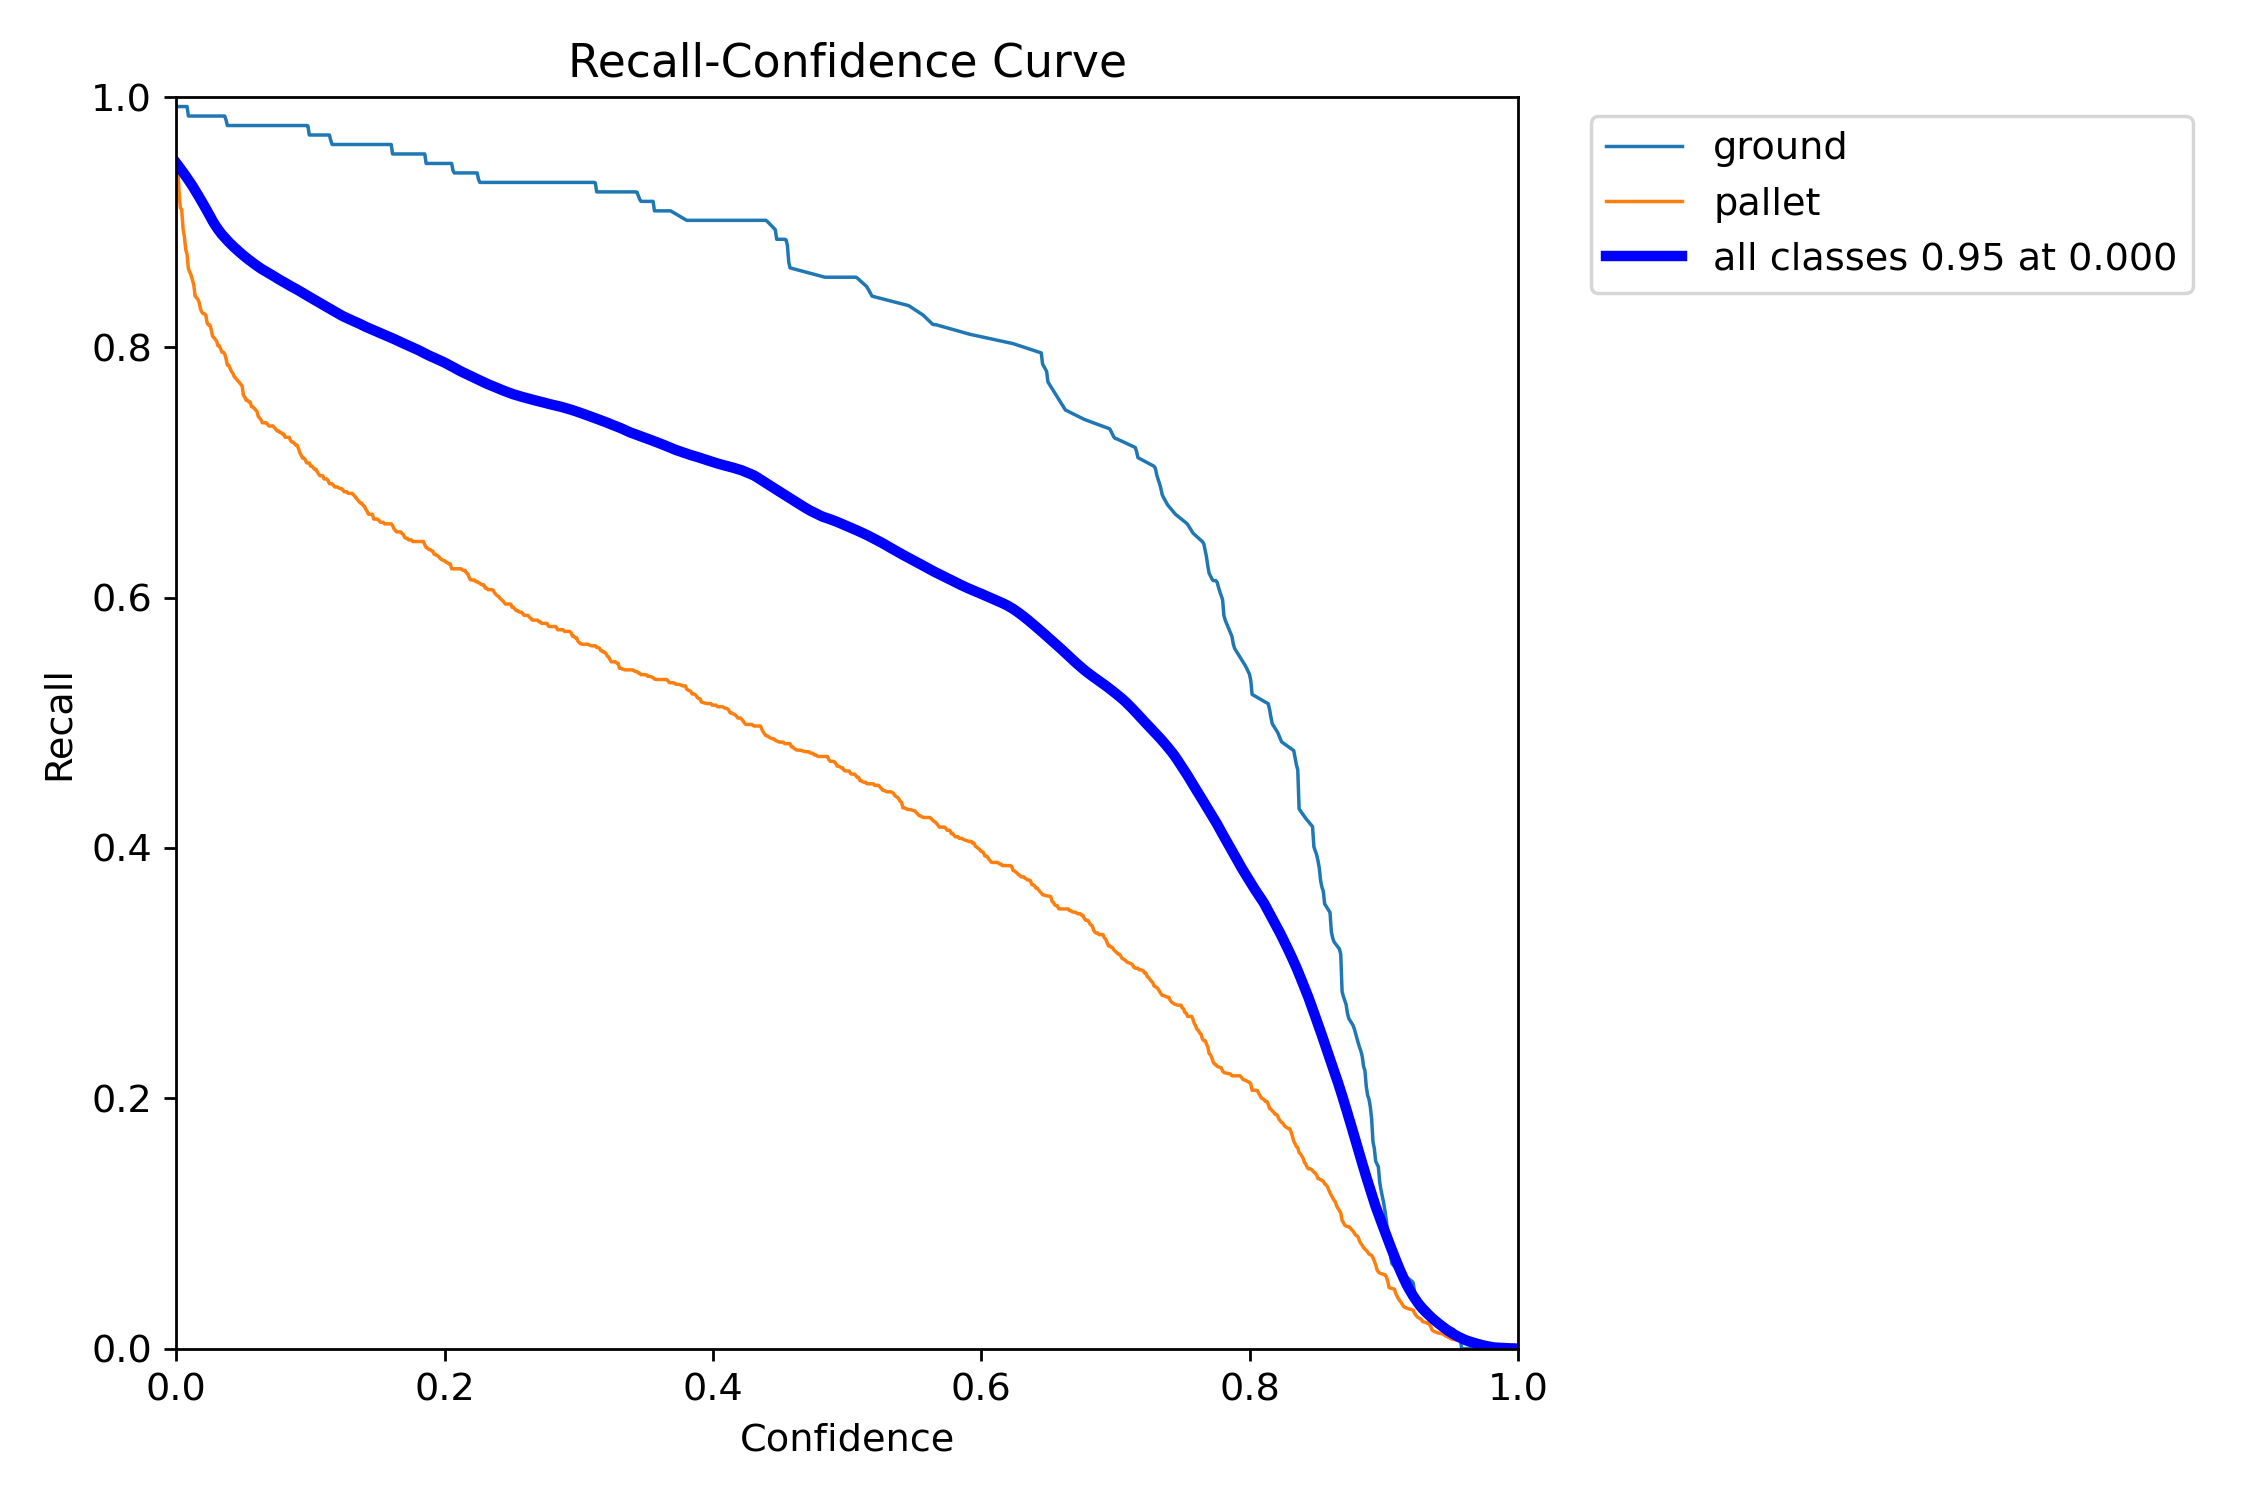 Recall-Confidence Curve
1.0
0.8
0.6
0.4
0.2
0.0
Recall
0.0 0.2 0.4 0.6 0.8 1.0
Confidence
ground
pallet
all classes 0.95 at 0.000